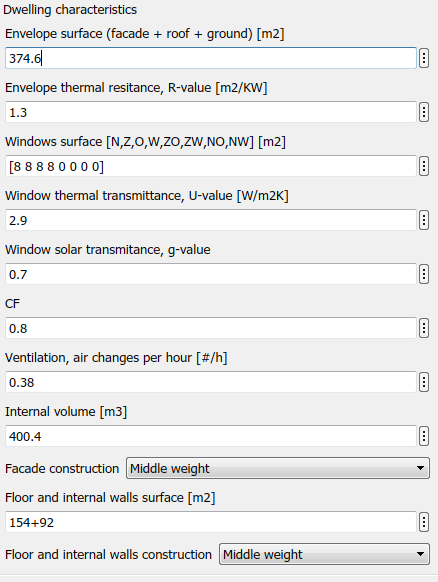 Dwelling characteristics
Envelope surface (facade + roof + ground) [m2]
374.6
Envelope thermal resitance, R-value [m2/KW]
1.3
Windows surface [N,Z,O,W,ZO,ZW,NO,NW] [m2]
[8 8 8 8 0 0 0 0]
Window thermal transmittance, U-value [W/m2K]
2.9
Window solar transmitance, g-value
0.7
CF
0.8
Ventilation, air changes per hour [#/h]
0.38
Internal volume [m3]
400.4
Facade construction Middle weight
Floor and internal walls surface [m2]
154+92
Floor and internal walls construction Middle weight